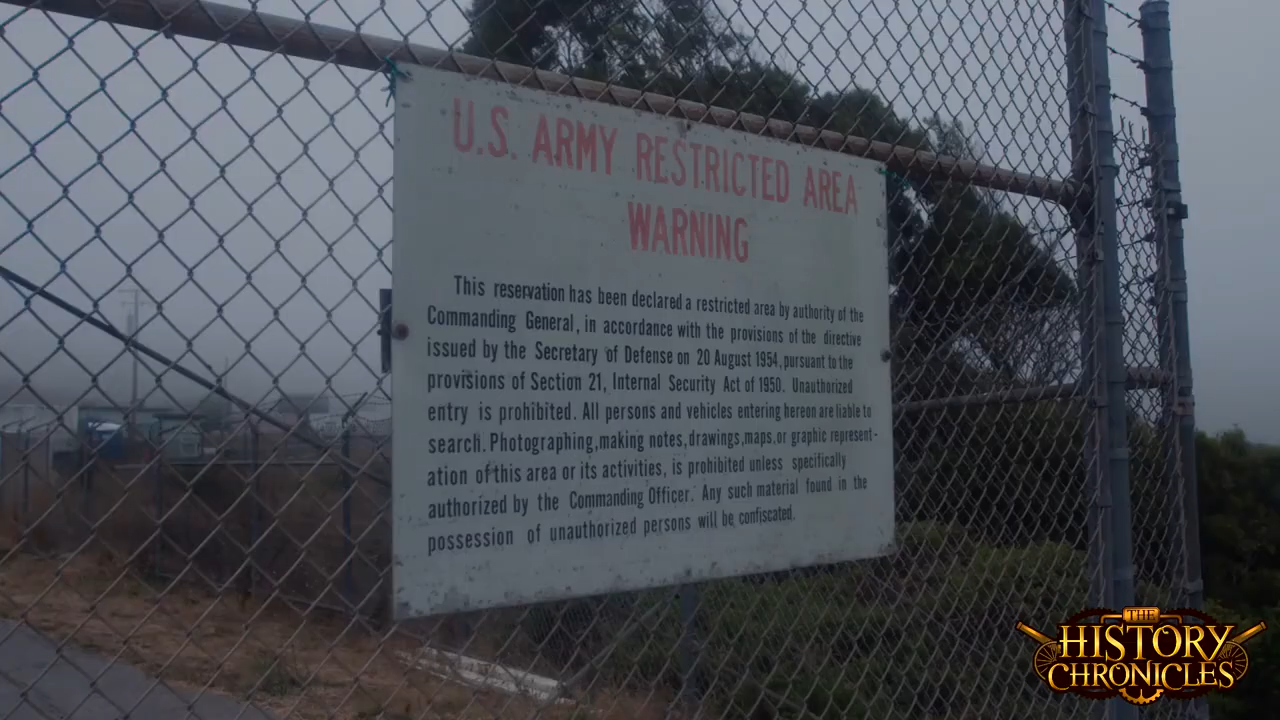 U.S. ARMY RESTRICTED AREA
WARNING
This reservation has been declared a restricted area by authority of the
Commanding General, in accordance with the provisions of the directive
issued by the Secretary of Defense on 20 August 1954, pursuant to the
provisions of Section 21, Internal Security Act of 1950. Unauthorized
entry is prohibited. All persons and vehicles entering hereon are liable to
search. Photographing, making notes, drawings, maps, or graphic represent-
ation of this area or its activities, is prohibited unless specifically
authorized by the Commanding Officer. Any such material found in the
possession of unauthorized persons will be confiscated.
THE
HISTORY
CHRONICLES